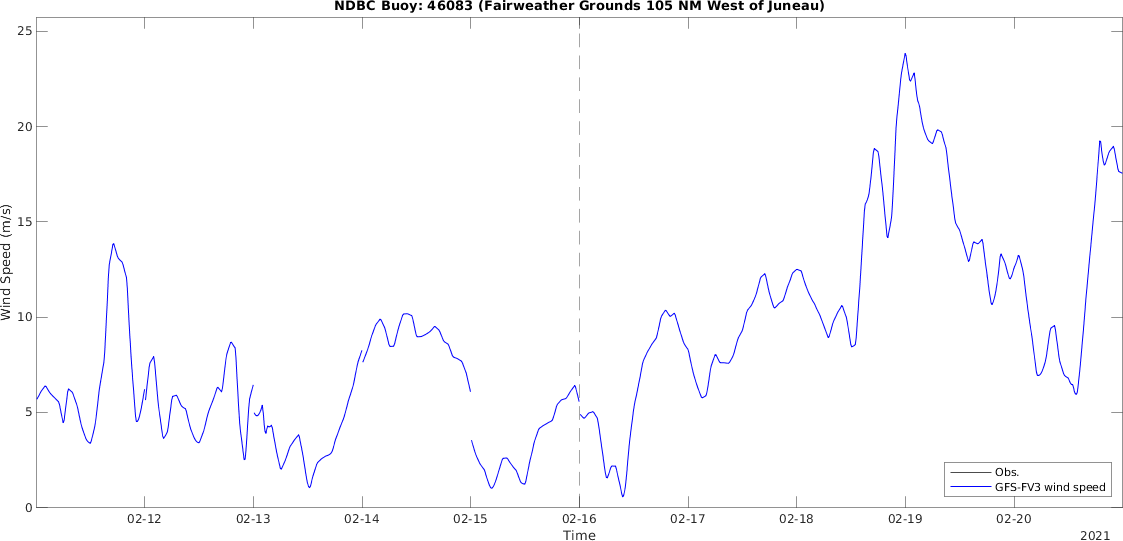 NDBC Buoy: 46083 (Fairweather Grounds 105 NM West of Juneau)
25
20
15
10
5
0
Wind Speed (m/s)
Obs.
GFS-FV3 wind speed
02-12 02-13 02-14 02-15 02-16 02-17 02-18 02-19 02-20
Time
2021